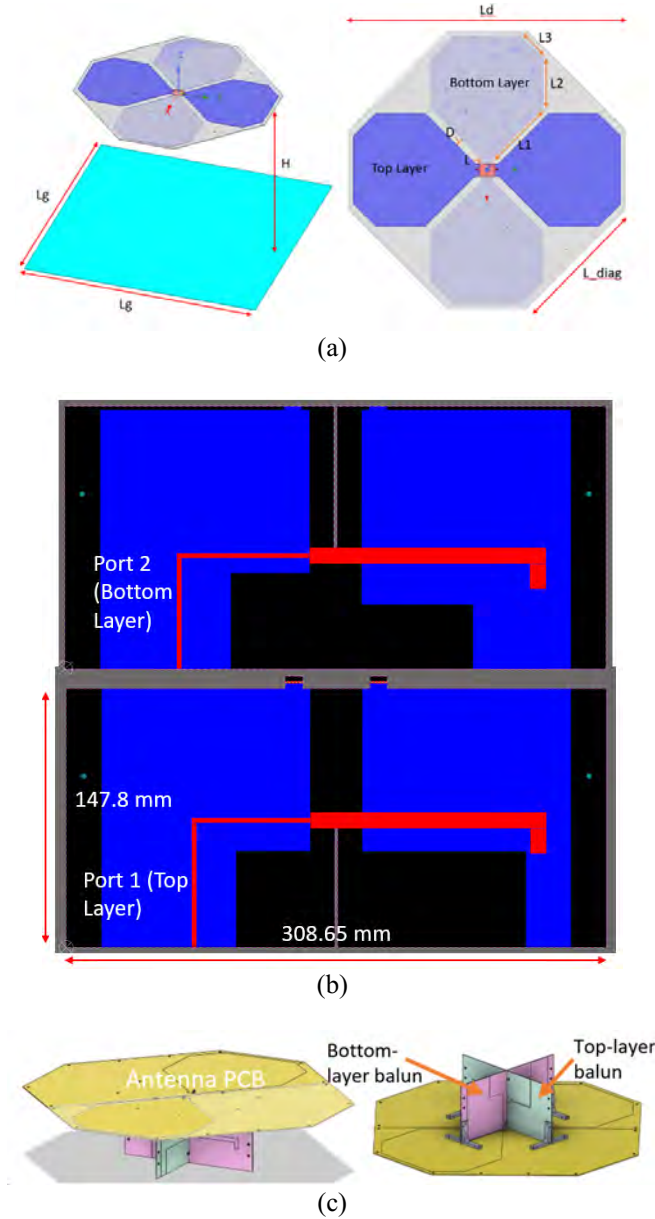 Ld
L3
Bottom Layer
L2
D
L1
H
L
Top Layer
Lg
L_diag
Lg
(a)
Port 2
(Bottom
Layer)
147.8 mm
Port 1 (Top
Layer)
308.65 mm
(b)
Antenna PCB
Bottom-
layer balun
Top-layer
balun
(c)